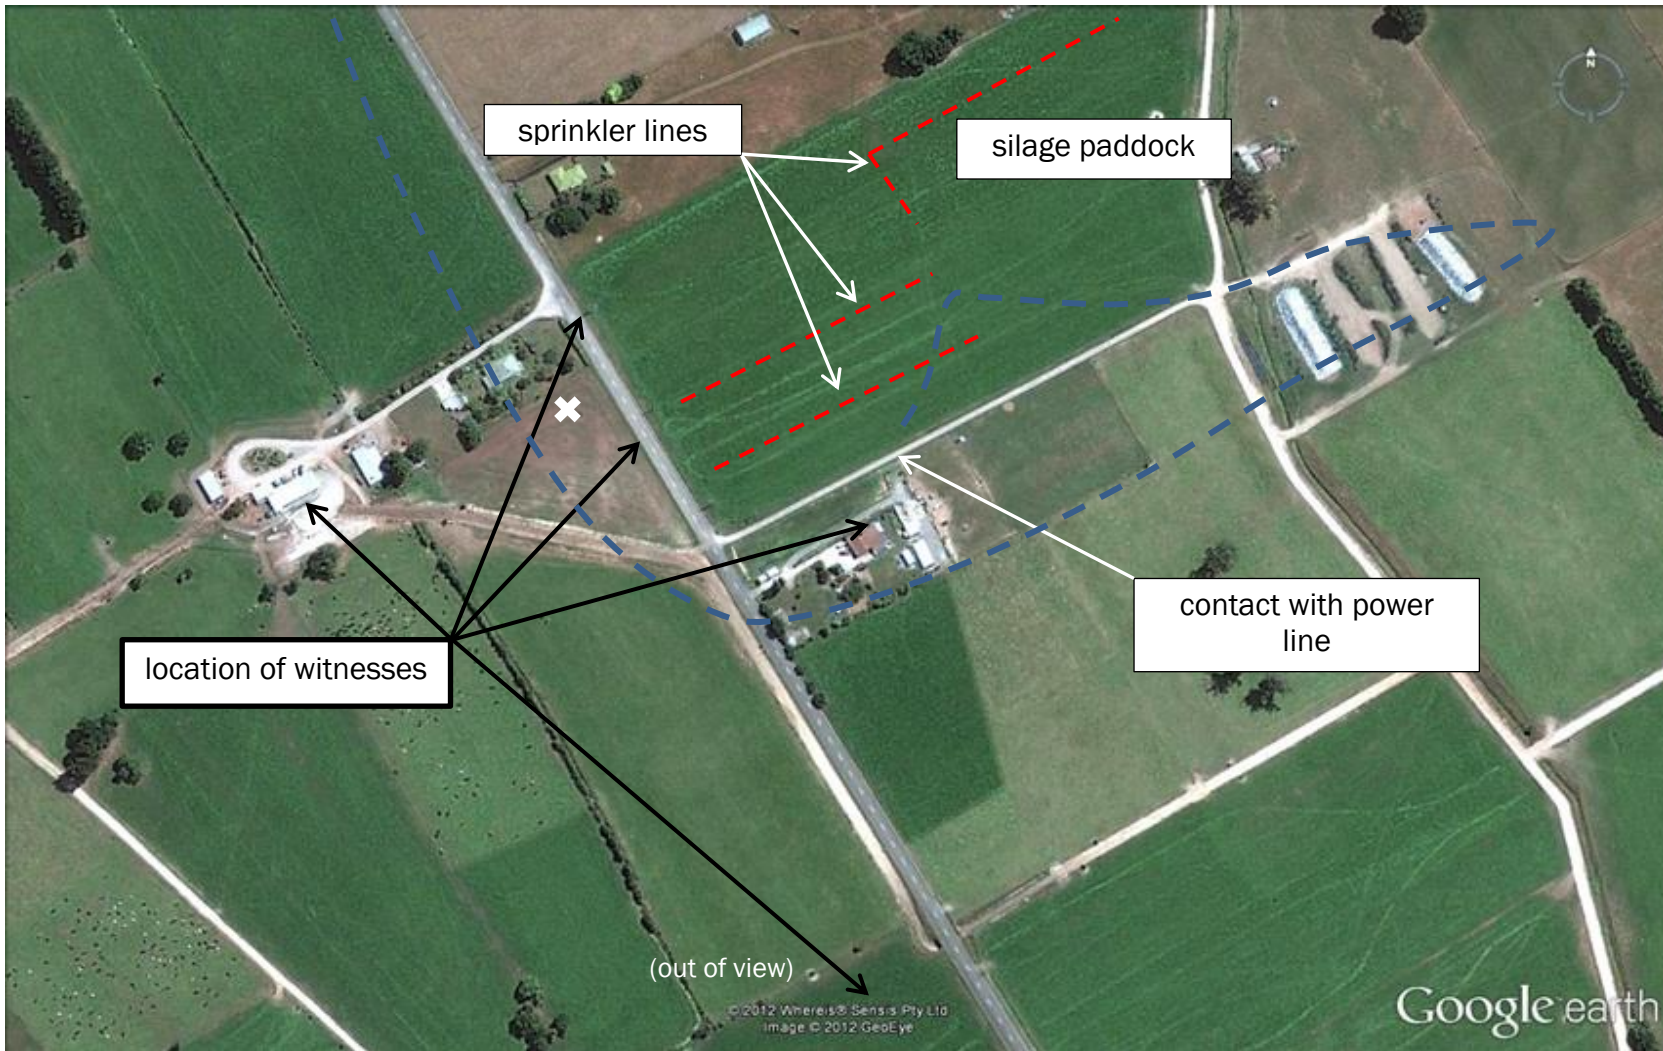 N
sprinkler lines
silage paddock
contact with power
line
location of witnesses
(out of view)
© 2012 Whereis® Sensis Pty Ltd
Image © 2012 GeoEye
Google earth